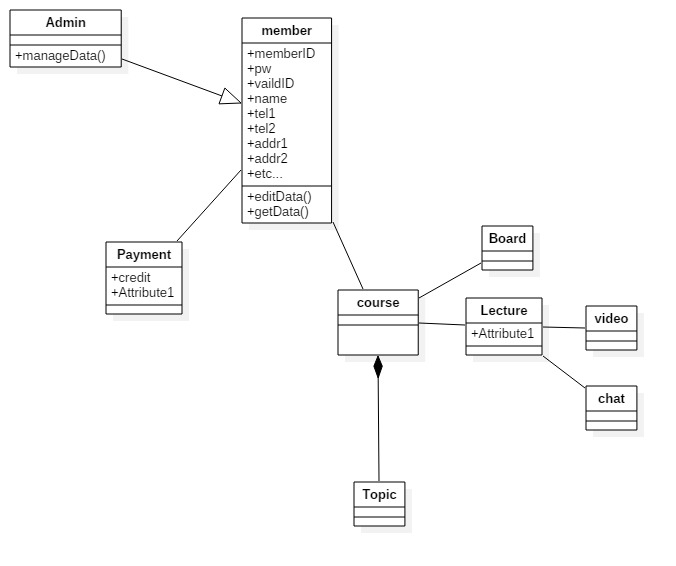 Admin
+manageData()
member
+memberID
+pw
+vaildID
+name
+tel1
+tel2
+addr1
+addr2
+etc...
+editData()
+getData()
Payment
+credit
+Attribute1
Board
course
Lecture
+Attribute1
video
chat
Topic